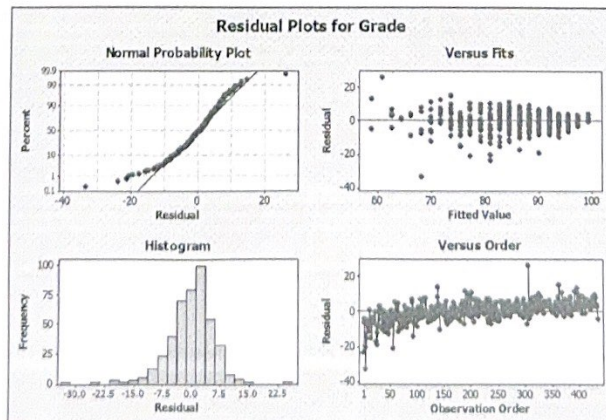 Residual Plots for Grade
Normal Probability Plot
99.9
99
90
50
10
1
0.1
Percent
-40 -20 0 20
Residual
Versus Fits
20
0
-20
-40
Residual
60 70 80 90 100
Fitted Value
Histogram
100
75
50
25
0
Frequency
-30.0 -22.5 -15.0 -7.5 0.0 7.5 15.0 22.5
Residual
Versus Order
20
0
-20
-40
Residual
1 50 100 150 200 250 300 350 400
Observation Order